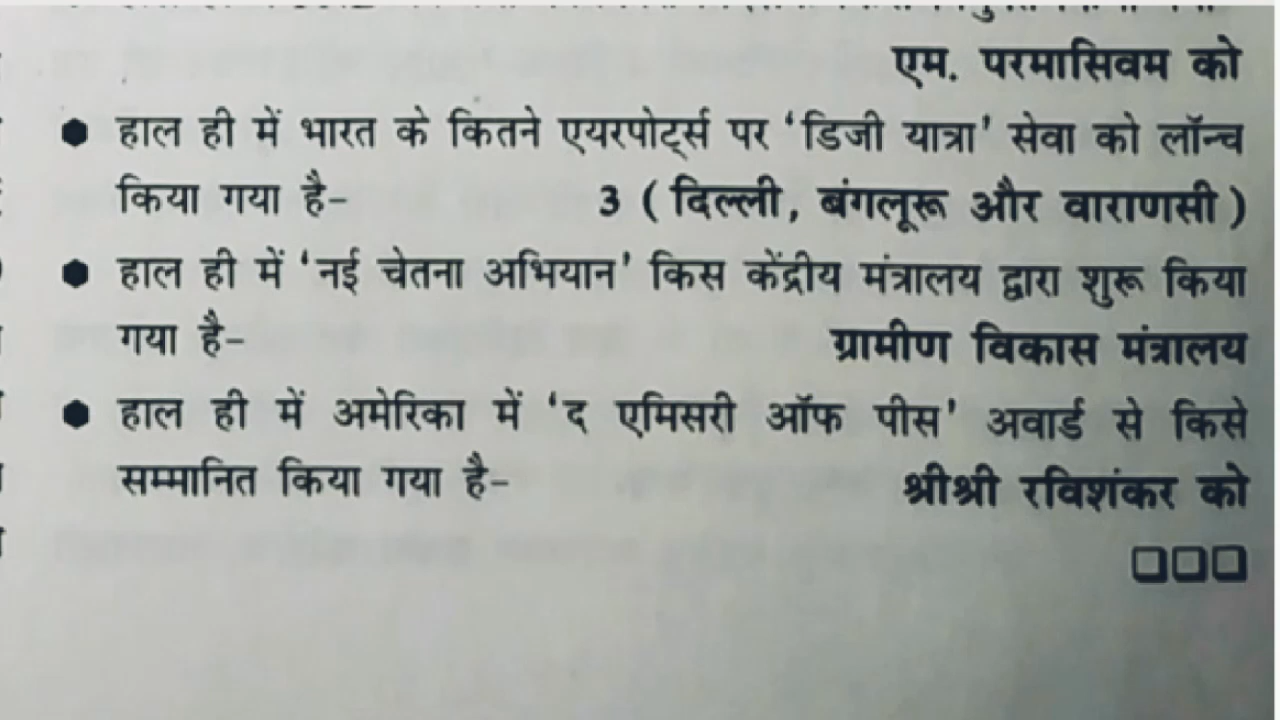 एम. परमासिवम को
● हाल ही में भारत के कितने एयरपोर्ट्स पर 'डिजी यात्रा' सेवा को लॉन्च
किया गया है- 3 ( दिल्ली, बंगलूरू और वाराणसी )
● हाल ही में 'नई चेतना अभियान' किस केंद्रीय मंत्रालय द्वारा शुरू किया
गया है- ग्रामीण विकास मंत्रालय
● हाल ही में अमेरिका में 'द एमिसरी ऑफ पीस' अवार्ड से किसे
सम्मानित किया गया है- श्रीश्री रविशंकर को